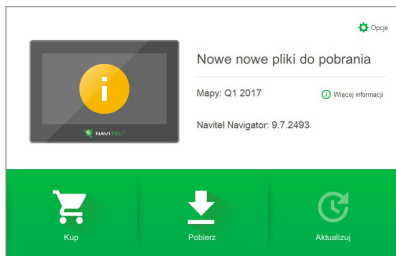 Opcje
Nowe nowe pliki do pobrania
Mapy: Q1 2017
Więcej informacji
NAVITEL
Navitel Navigator: 9.7.2493
Kup
Pobierz
Aktualizuj